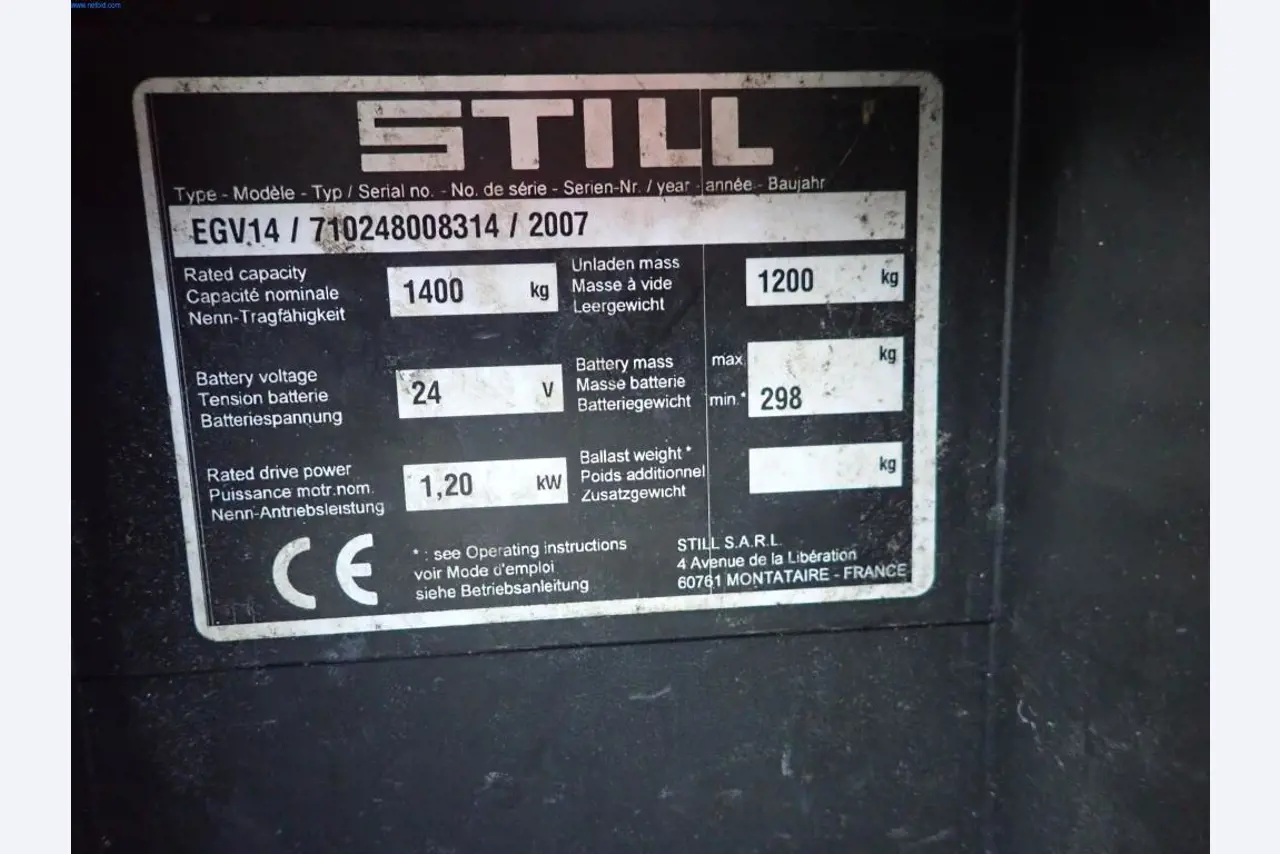 www.netbid.com
STILL
Type - Modèle - Typ / Serial no. - No. de série - Serien-Nr. / year - année - Baujahr
EGV14 / 710248008314 / 2007
Rated capacity
Capacité nominale
Nenn-Tragfähigkeit
1400 kg
Unladen mass
Masse à vide
Leergewicht
1200 kg
Battery voltage
Tension batterie
Batteriespannung
24 V
Battery mass
Masse batterie
Batteriegewicht
max. kg
min.* 298
Rated drive power
Puissance motr.nom.
Nenn-Antriebsleistung
1,20 kW
Ballast weight *
Poids additionnel
Zusatzgewicht
kg
CE
* : see Operating instructions
voir Mode d'emploi
siehe Betriebsanleitung
STILL S.A.R.L.
4 Avenue de la Libération
60761 MONTATAIRE - FRANCE